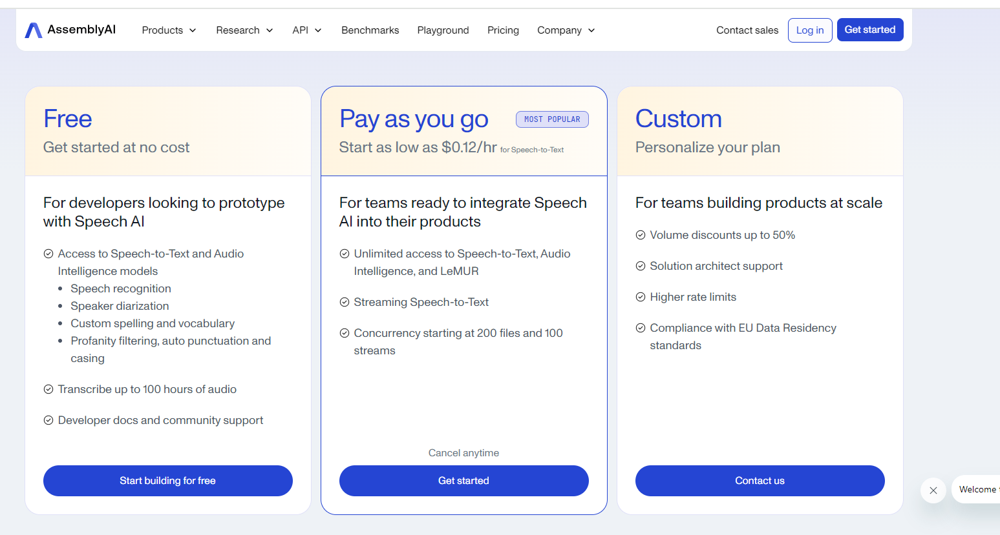 AssemblyAI
Products
Research
API
Benchmarks
Playground
Pricing
Company
Contact sales
Log in
Get started
Free
Get started at no cost
For developers looking to prototype
with Speech AI
Access to Speech-to-Text and Audio
Intelligence models
• Speech recognition
• Speaker diarization
• Custom spelling and vocabulary
• Profanity filtering, auto punctuation and
casing
Transcribe up to 100 hours of audio
Developer docs and community support
Start building for free
Pay as you go
MOST POPULAR
Start as low as $0.12/hr for Speech-to-Text
For teams ready to integrate Speech
AI into their products
Unlimited access to Speech-to-Text, Audio
Intelligence, and LeMUR
Streaming Speech-to-Text
Concurrency starting at 200 files and 100
streams
Cancel anytime
Get started
Custom
Personalize your plan
For teams building products at scale
Volume discounts up to 50%
Solution architect support
Higher rate limits
Compliance with EU Data Residency
standards
Contact us
Welcome